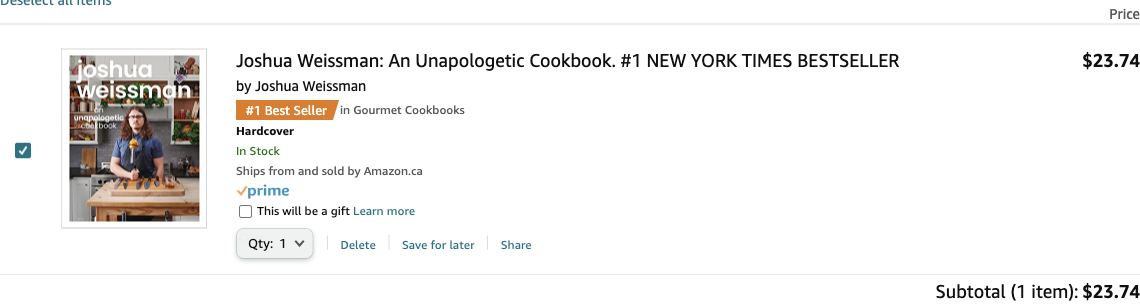 Deselect all items
Price
joshua
weissman
an
unapologetic
cookbook
Joshua Weissman: An Unapologetic Cookbook. #1 NEW YORK TIMES BESTSELLER
$23.74
by Joshua Weissman
#1 Best Seller in Gourmet Cookbooks
Hardcover
In Stock
Ships from and sold by Amazon.ca
prime
This will be a gift Learn more
Qty: 1 Delete Save for later Share
Subtotal (1 item): $23.74